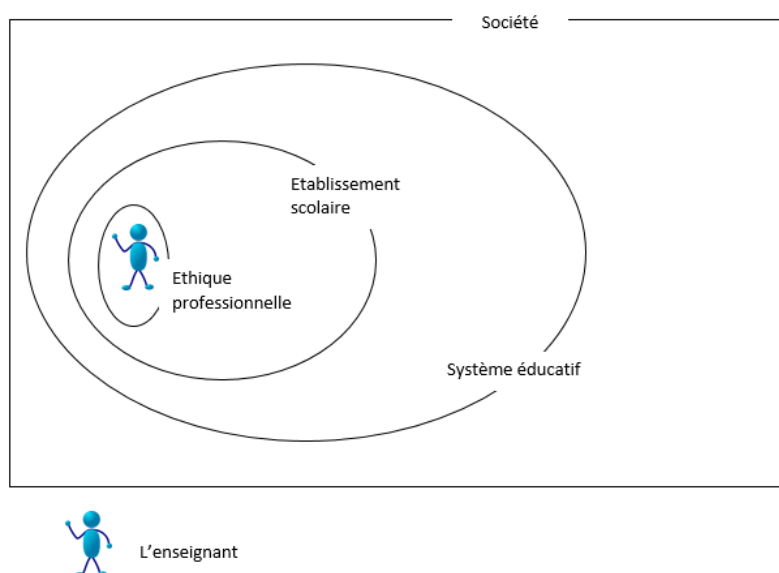 Société
Etablissement
scolaire
Ethique
professionnelle
Système éducatif
L'enseignant